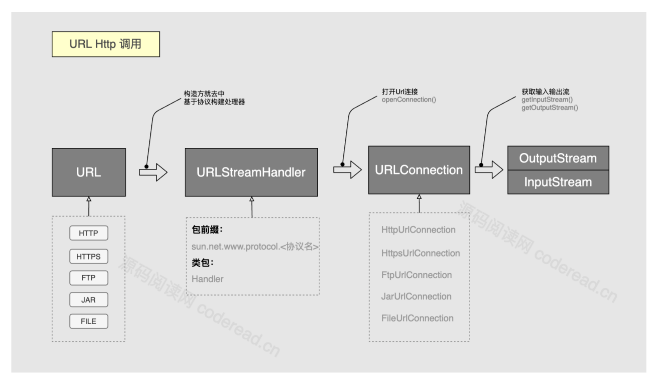 URL Http 调用
构造方就去中
基于协议构建处理器
打开Url连接
openConnection()
获取输入输出流
getInputStream()
getOutputStream()
URL
URLStreamHandler
URLConnection
OutputStream
InputStream
HTTP
HTTPS
FTP
JAR
FILE
包前缀：
sun.net.www.protocol.<协议名>
类包：
Handler
HttpUrlConnection
HttpsUrlConnection
FtpUrlConnection
JarUrlConnection
FileUrlConnection
源码阅读网 coderead.cn
源码阅读网 coderead.cn